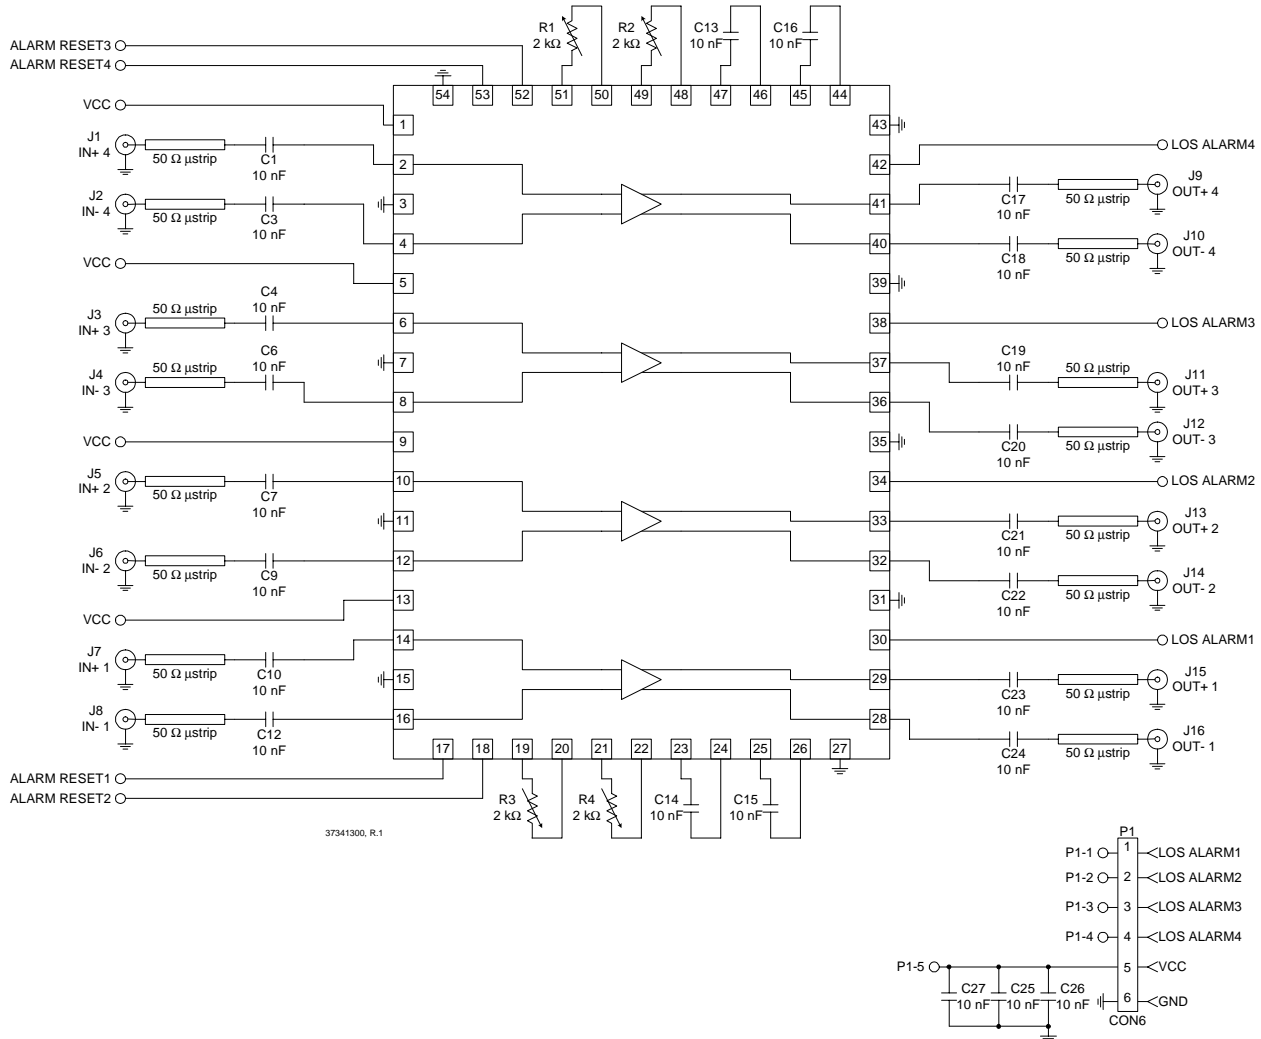 R1
2 kΩ
R2
2 kΩ
C13
10 nF
C16
10 nF
ALARM RESET3
ALARM RESET4
54
53
52
51
50
49
48
47
46
45
44
VCC
1
43
J1
IN+ 4
50 Ω µstrip
C1
10 nF
2
42
LOS ALARM4
J2
IN- 4
50 Ω µstrip
C3
10 nF
3
41
C17
10 nF
50 Ω µstrip
J9
OUT+ 4
4
40
C18
10 nF
50 Ω µstrip
J10
OUT- 4
VCC
5
39
J3
IN+ 3
50 Ω µstrip
C4
10 nF
6
38
LOS ALARM3
7
37
C19
10 nF
50 Ω µstrip
J11
OUT+ 3
J4
IN- 3
50 Ω µstrip
C6
10 nF
8
36
C20
10 nF
50 Ω µstrip
J12
OUT- 3
VCC
9
35
J5
IN+ 2
50 Ω µstrip
C7
10 nF
10
34
LOS ALARM2
11
33
C21
10 nF
50 Ω µstrip
J13
OUT+ 2
J6
IN- 2
50 Ω µstrip
C9
10 nF
12
32
C22
10 nF
50 Ω µstrip
J14
OUT- 2
13
31
VCC
14
30
LOS ALARM1
J7
IN+ 1
50 Ω µstrip
C10
10 nF
15
29
C23
10 nF
50 Ω µstrip
J15
OUT+ 1
J8
IN- 1
50 Ω µstrip
C12
10 nF
16
28
C24
10 nF
50 Ω µstrip
J16
OUT- 1
17
18
19
20
21
22
23
24
25
26
27
ALARM RESET1
ALARM RESET2
R3
2 kΩ
R4
2 kΩ
C14
10 nF
C15
10 nF
37341300, R.1
P1
P1-1
1
LOS ALARM1
P1-2
2
LOS ALARM2
P1-3
3
LOS ALARM3
P1-4
4
LOS ALARM4
P1-5
5
VCC
C27
10 nF
C25
10 nF
C26
10 nF
6
GND
CON6